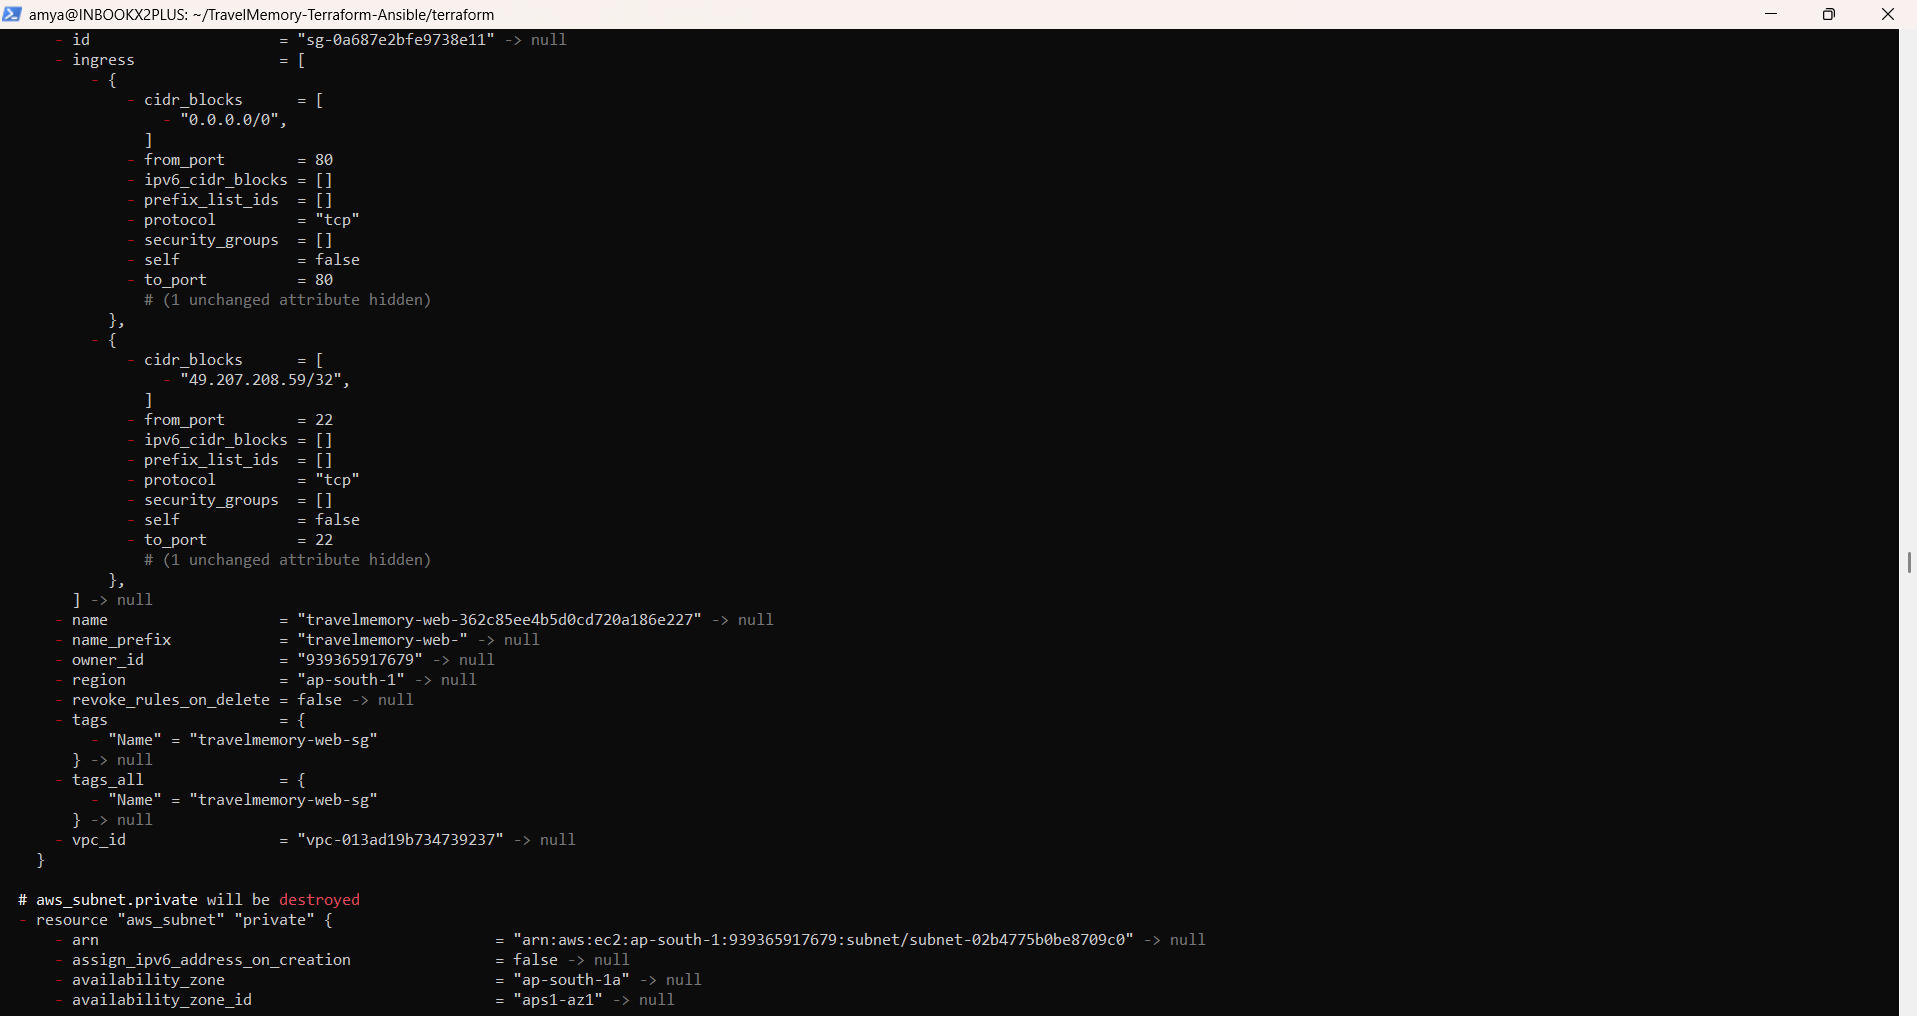 amya@INBOOKX2PLUS: ~/TravelMemory-Terraform-Ansible/terraform
- id = "sg-0a687e2bfe9738e11" -> null
- ingress = [
- {
- cidr_blocks = [
- "0.0.0.0/0",
]
- from_port = 80
- ipv6_cidr_blocks = []
- prefix_list_ids = []
- protocol = "tcp"
- security_groups = []
- self = false
- to_port = 80
# (1 unchanged attribute hidden)
},
- {
- cidr_blocks = [
- "49.207.208.59/32",
]
- from_port = 22
- ipv6_cidr_blocks = []
- prefix_list_ids = []
- protocol = "tcp"
- security_groups = []
- self = false
- to_port = 22
# (1 unchanged attribute hidden)
},
] -> null
- name = "travelmemory-web-362c85ee4b5d0cd720a186e227" -> null
- name_prefix = "travelmemory-web-" -> null
- owner_id = "939365917679" -> null
- region = "ap-south-1" -> null
- revoke_rules_on_delete = false -> null
- tags = {
- "Name" = "travelmemory-web-sg"
} -> null
- tags_all = {
- "Name" = "travelmemory-web-sg"
} -> null
- vpc_id = "vpc-013ad19b734739237" -> null
}
# aws_subnet.private will be destroyed
- resource "aws_subnet" "private" {
- arn = "arn:aws:ec2:ap-south-1:939365917679:subnet/subnet-02b4775b0be8709c0" -> null
- assign_ipv6_address_on_creation = false -> null
- availability_zone = "ap-south-1a" -> null
- availability_zone_id = "aps1-az1" -> null